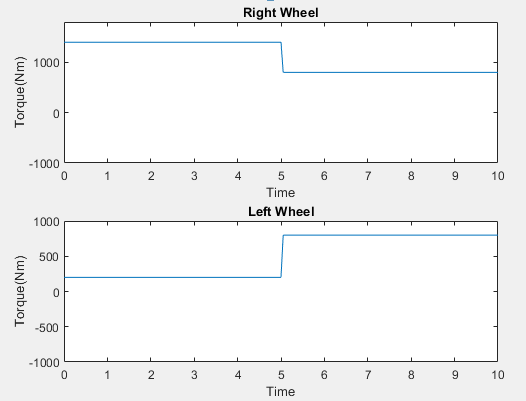 Right Wheel
1000
0
-1000
Torque(Nm)
0 1 2 3 4 5 6 7 8 9 10
Time
Left Wheel
1000
500
0
-500
-1000
Torque(Nm)
0 1 2 3 4 5 6 7 8 9 10
Time